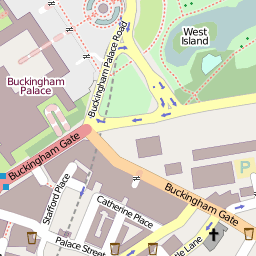 West
Island
Buckingham Palace Road
Buckingham
Palace
Buckingham Gate
P
Stafford Place
Buckingham Gate
Catherine Place
Palace Street